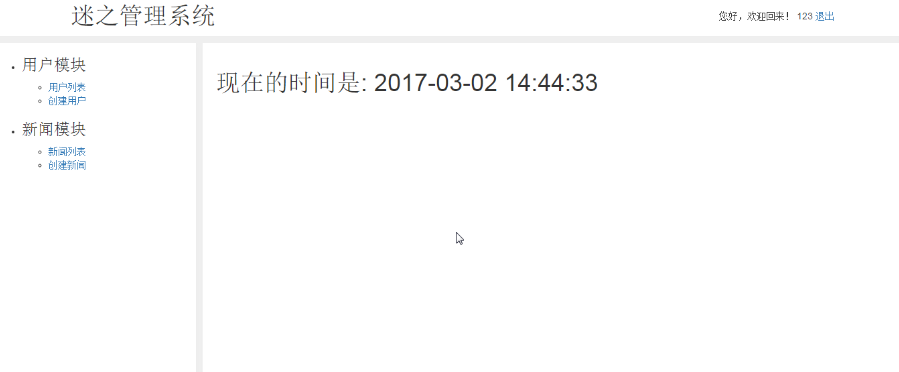 迷之管理系统
您好，欢迎回来！ 123 退出
用户模块
用户列表
创建用户
新闻模块
新闻列表
创建新闻
现在的时间是: 2017-03-02 14:44:33